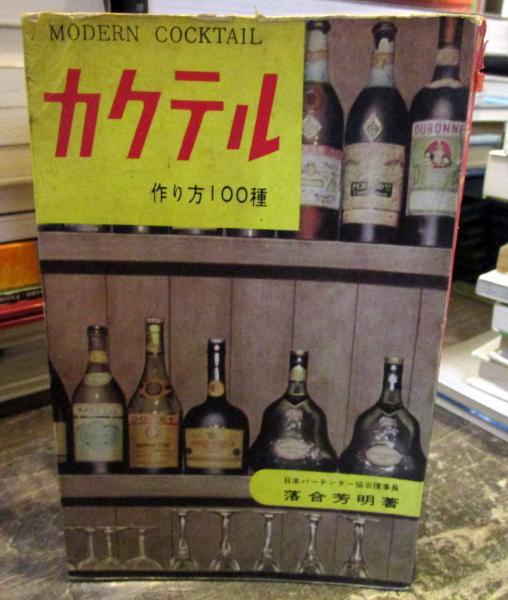 MODERN COCKTAIL
カクテル
作り方100種
DUBONNET
日本バーテンダー協会理事長
落合芳明著